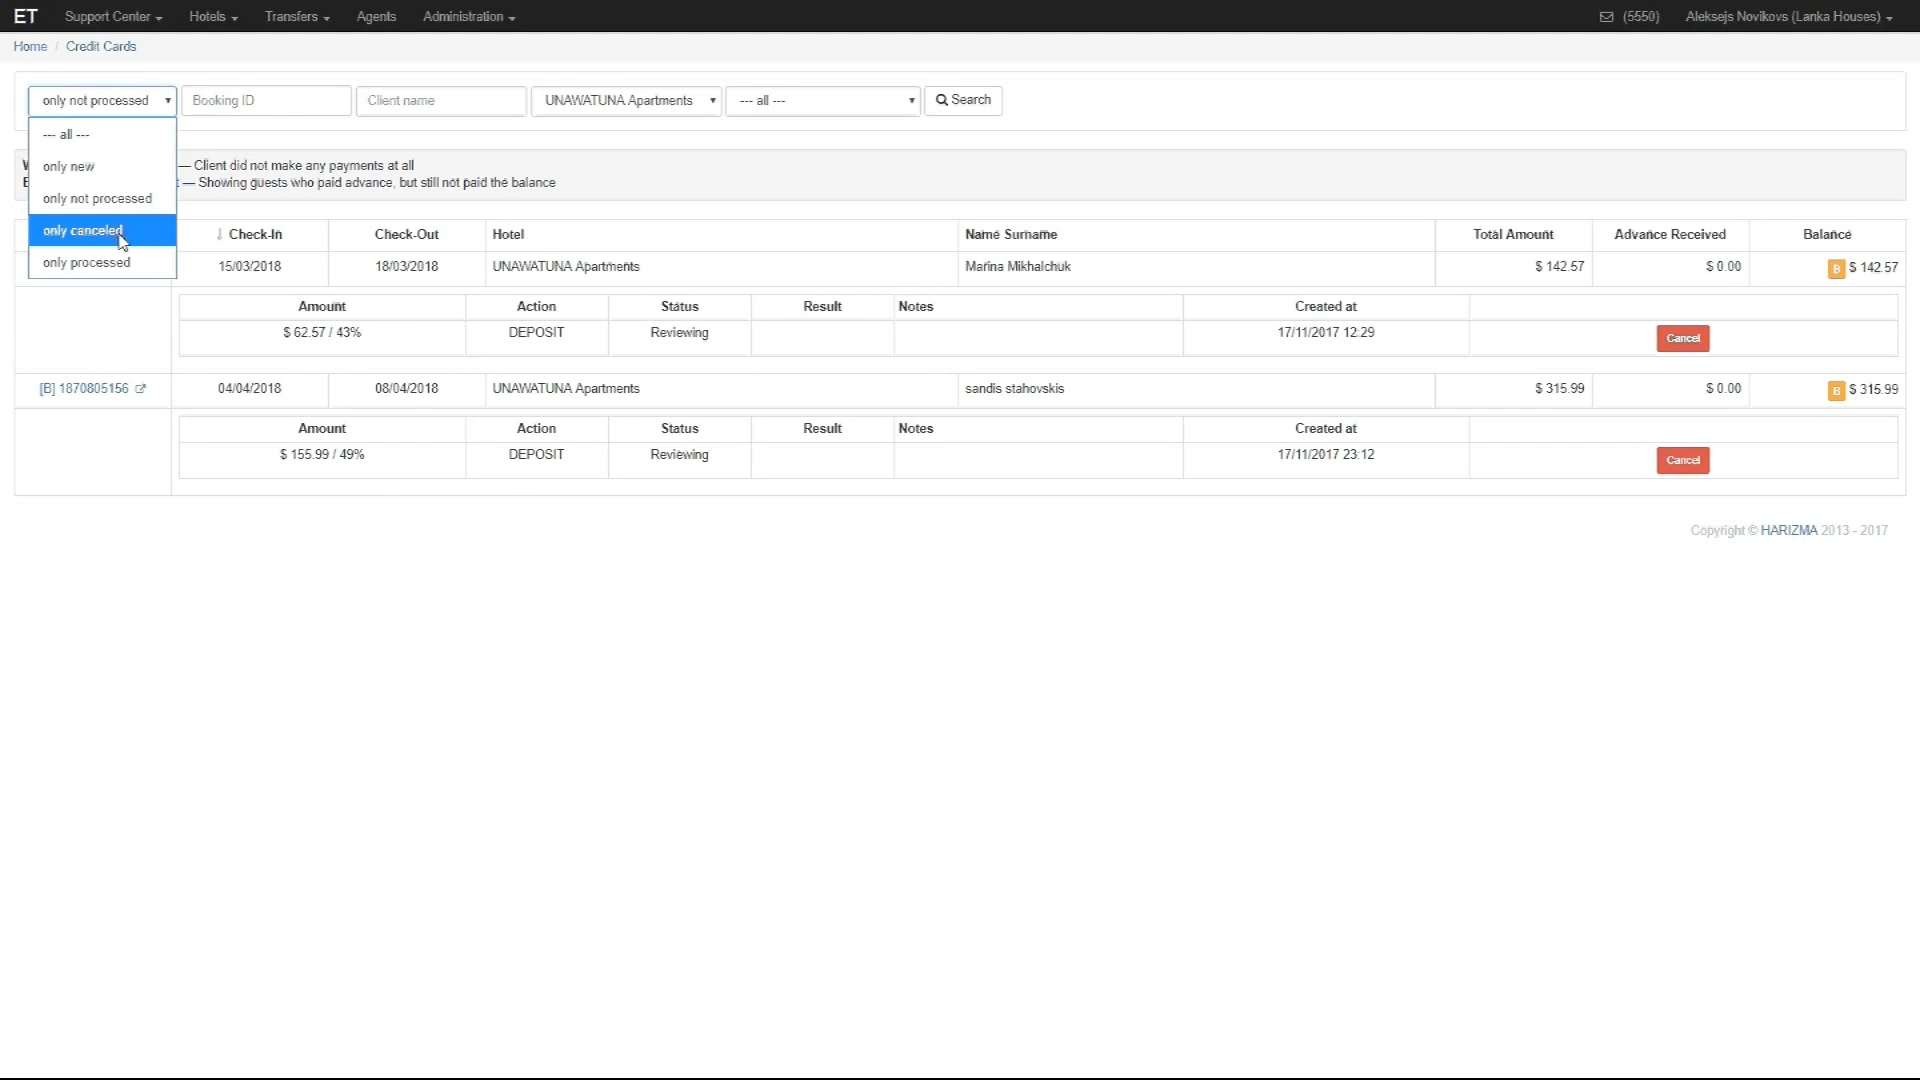 ET Support Center Hotels Transfers Agents Administration (5550) Aleksejs Novikovs (Lanka Houses)
Home / Credit Cards
only not processed Booking ID Client name UNAWATUNA Apartments --- all --- Search
--- all ---
only new
only not processed
only canceled
only processed
— Client did not make any payments at all
— Showing guests who paid advance, but still not paid the balance
Check-In Check-Out Hotel Name Surname Total Amount Advance Received Balance
15/03/2018 18/03/2018 UNAWATUNA Apartments Marina Mikhalchuk $ 142.57 $ 0.00 B $ 142.57
Amount Action Status Result Notes Created at
$ 62.57 / 43% DEPOSIT Reviewing 17/11/2017 12:29 Cancel
[B] 1870805156 04/04/2018 08/04/2018 UNAWATUNA Apartments sandis stahovskis $ 315.99 $ 0.00 B $ 315.99
Amount Action Status Result Notes Created at
$ 155.99 / 49% DEPOSIT Reviewing 17/11/2017 23:12 Cancel
Copyright © HARIZMA 2013 - 2017